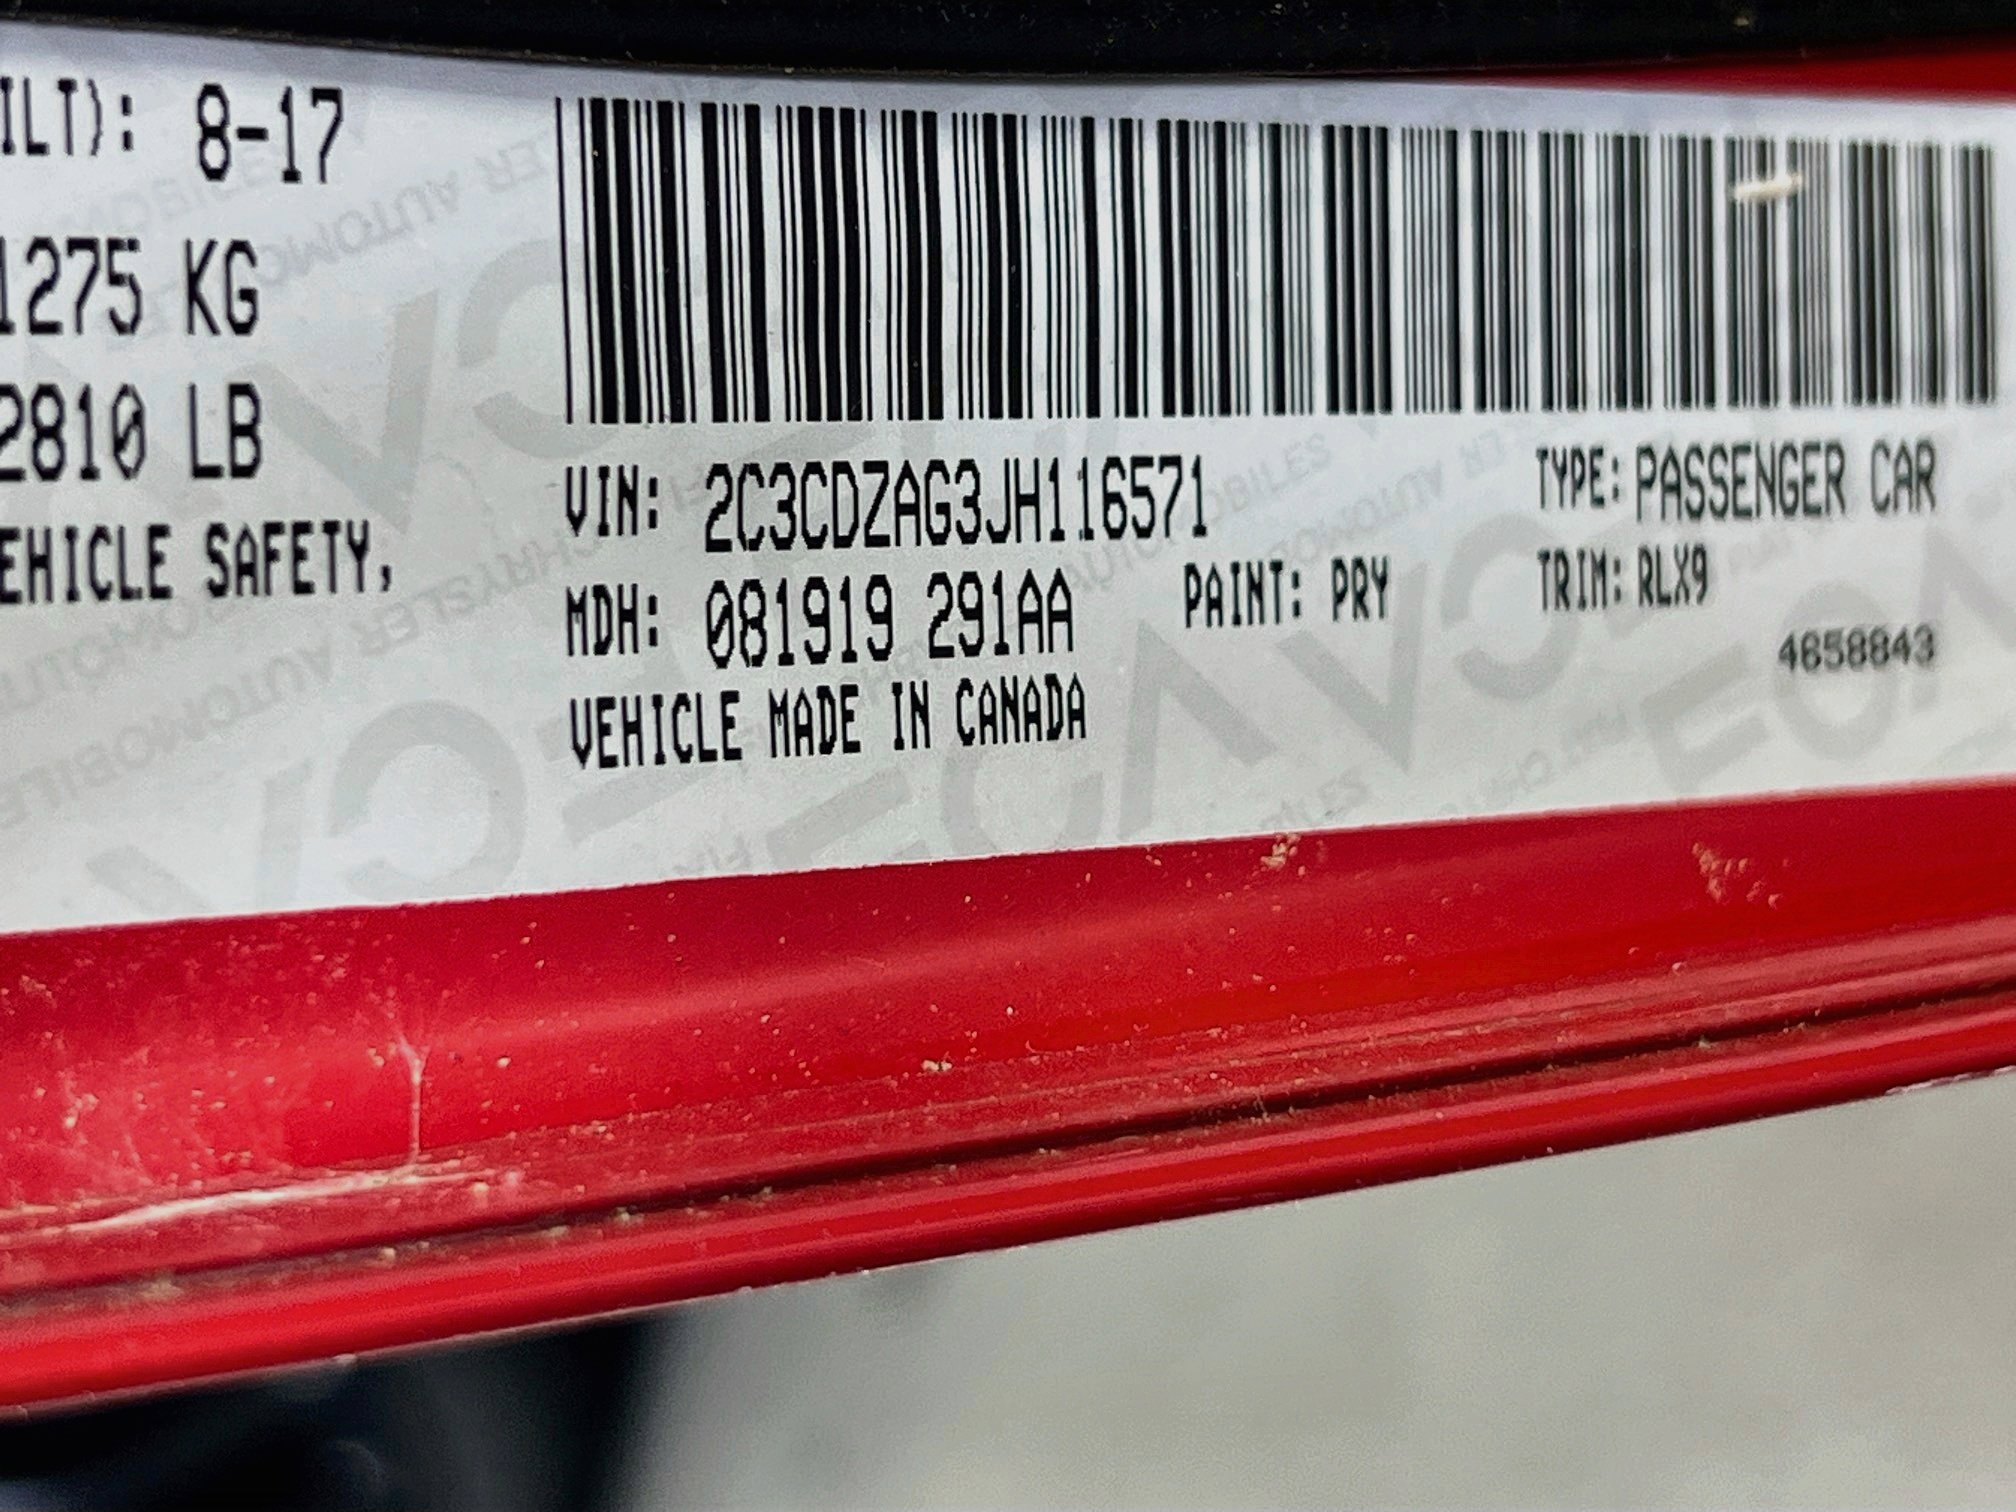 ILT): 8-17
1275 KG
2810 LB
EHICLE SAFETY,
VIN: 2C3CDZAG3JH116571
TYPE: PASSENGER CAR
MDH: 081919 291AA
PAINT: PRY
TRIM: RLX9
VEHICLE MADE IN CANADA
4658843